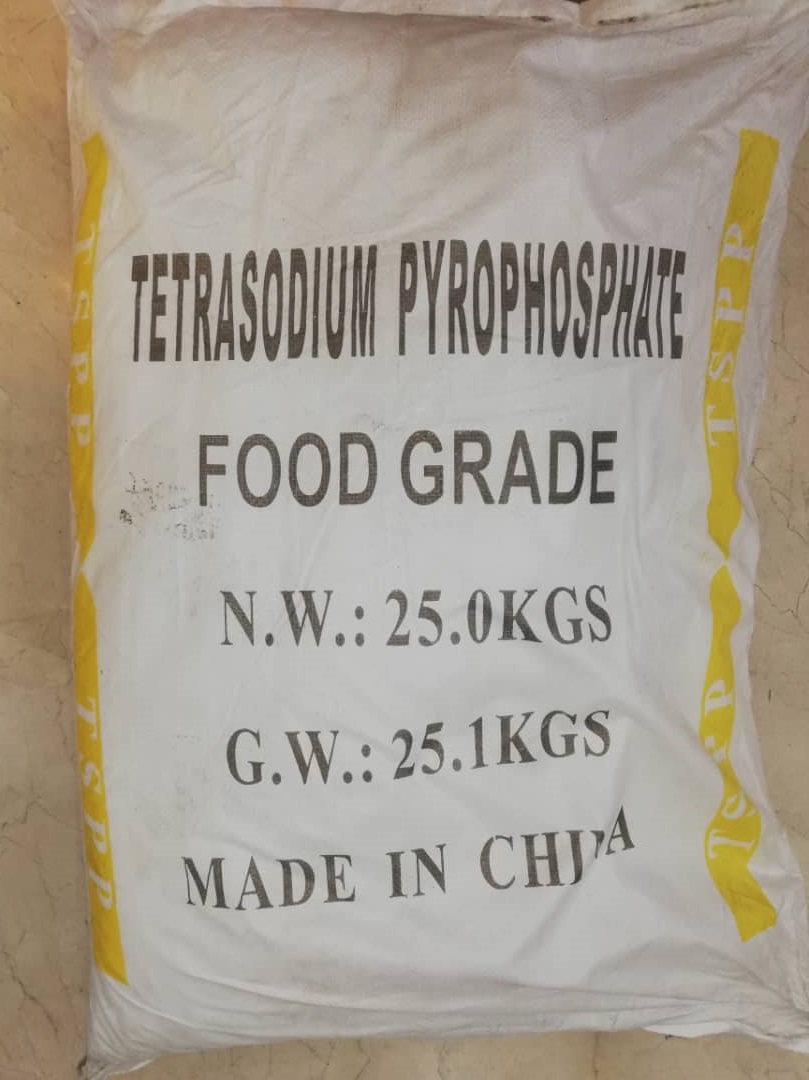 TETRASODIUM PYROPHOSPHATE
FOOD GRADE
N.W.: 25.0KGS
G.W.: 25.1KGS
MADE IN CHINA
TSPP
TSPP
TSPP
TSPP